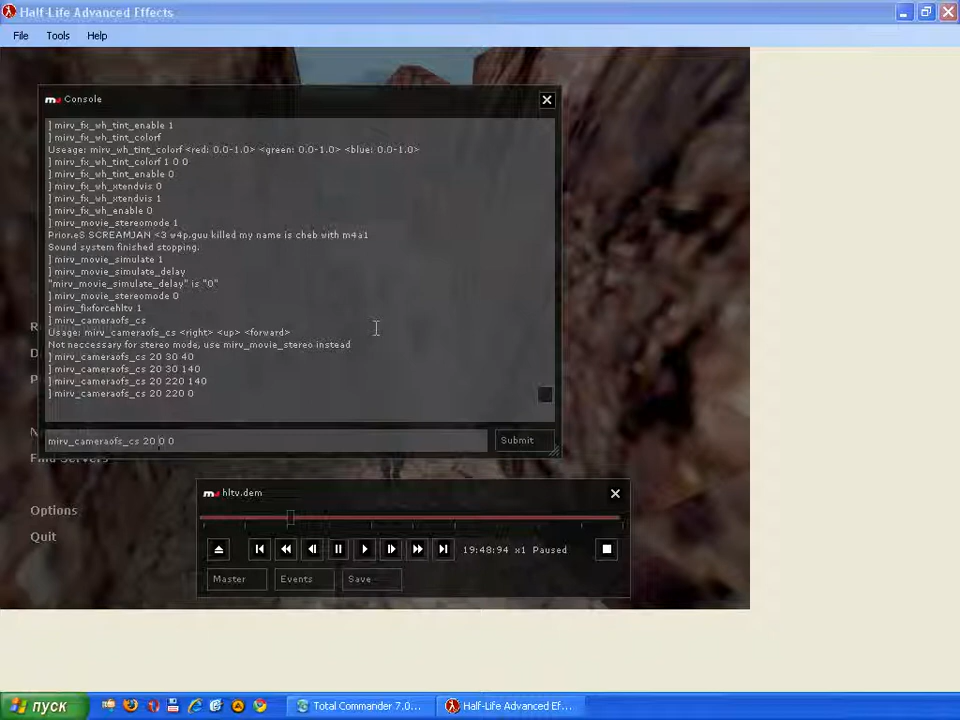 Half-Life Advanced Effects
File Tools Help
Console
] mirv_fx_wh_tint_enable 1
] mirv_fx_wh_tint_colorf
Usage: mirv_wh_tint_colorf <red: 0.0-1.0> <green: 0.0-1.0> <blue: 0.0-1.0>
] mirv_fx_wh_tint_colorf 1 0 0
] mirv_fx_wh_tint_enable 0
] mirv_fx_wh_xtendvis 0
] mirv_fx_wh_xtendvis 1
] mirv_fx_wh_enable 0
] mirv_movie_stereomode 1
Prior.eS SCREAMJAN <3 w4p.guu killed my name is cheb with m4a1
Sound system finished stopping.
] mirv_movie_simulate 1
] mirv_movie_simulate_delay
"mirv_movie_simulate_delay" is "0"
] mirv_movie_stereomode 0
] mirv_fixforcehltv 1
] mirv_cameraofs_cs
Usage: mirv_cameraofs_cs <right> <up> <forward>
Not neccessary for stereo mode, use mirv_movie_stereo instead
] mirv_cameraofs_cs 20 30 40
] mirv_cameraofs_cs 20 30 140
] mirv_cameraofs_cs 20 220 140
] mirv_cameraofs_cs 20 220 0
mirv_cameraofs_cs 20 0 0
Submit
Find Servers
hltv.dem
Options
Quit
19:48:94 x1 Paused
Master Events Save
пуск
Total Commander 7.0...
Half-Life Advanced Ef...